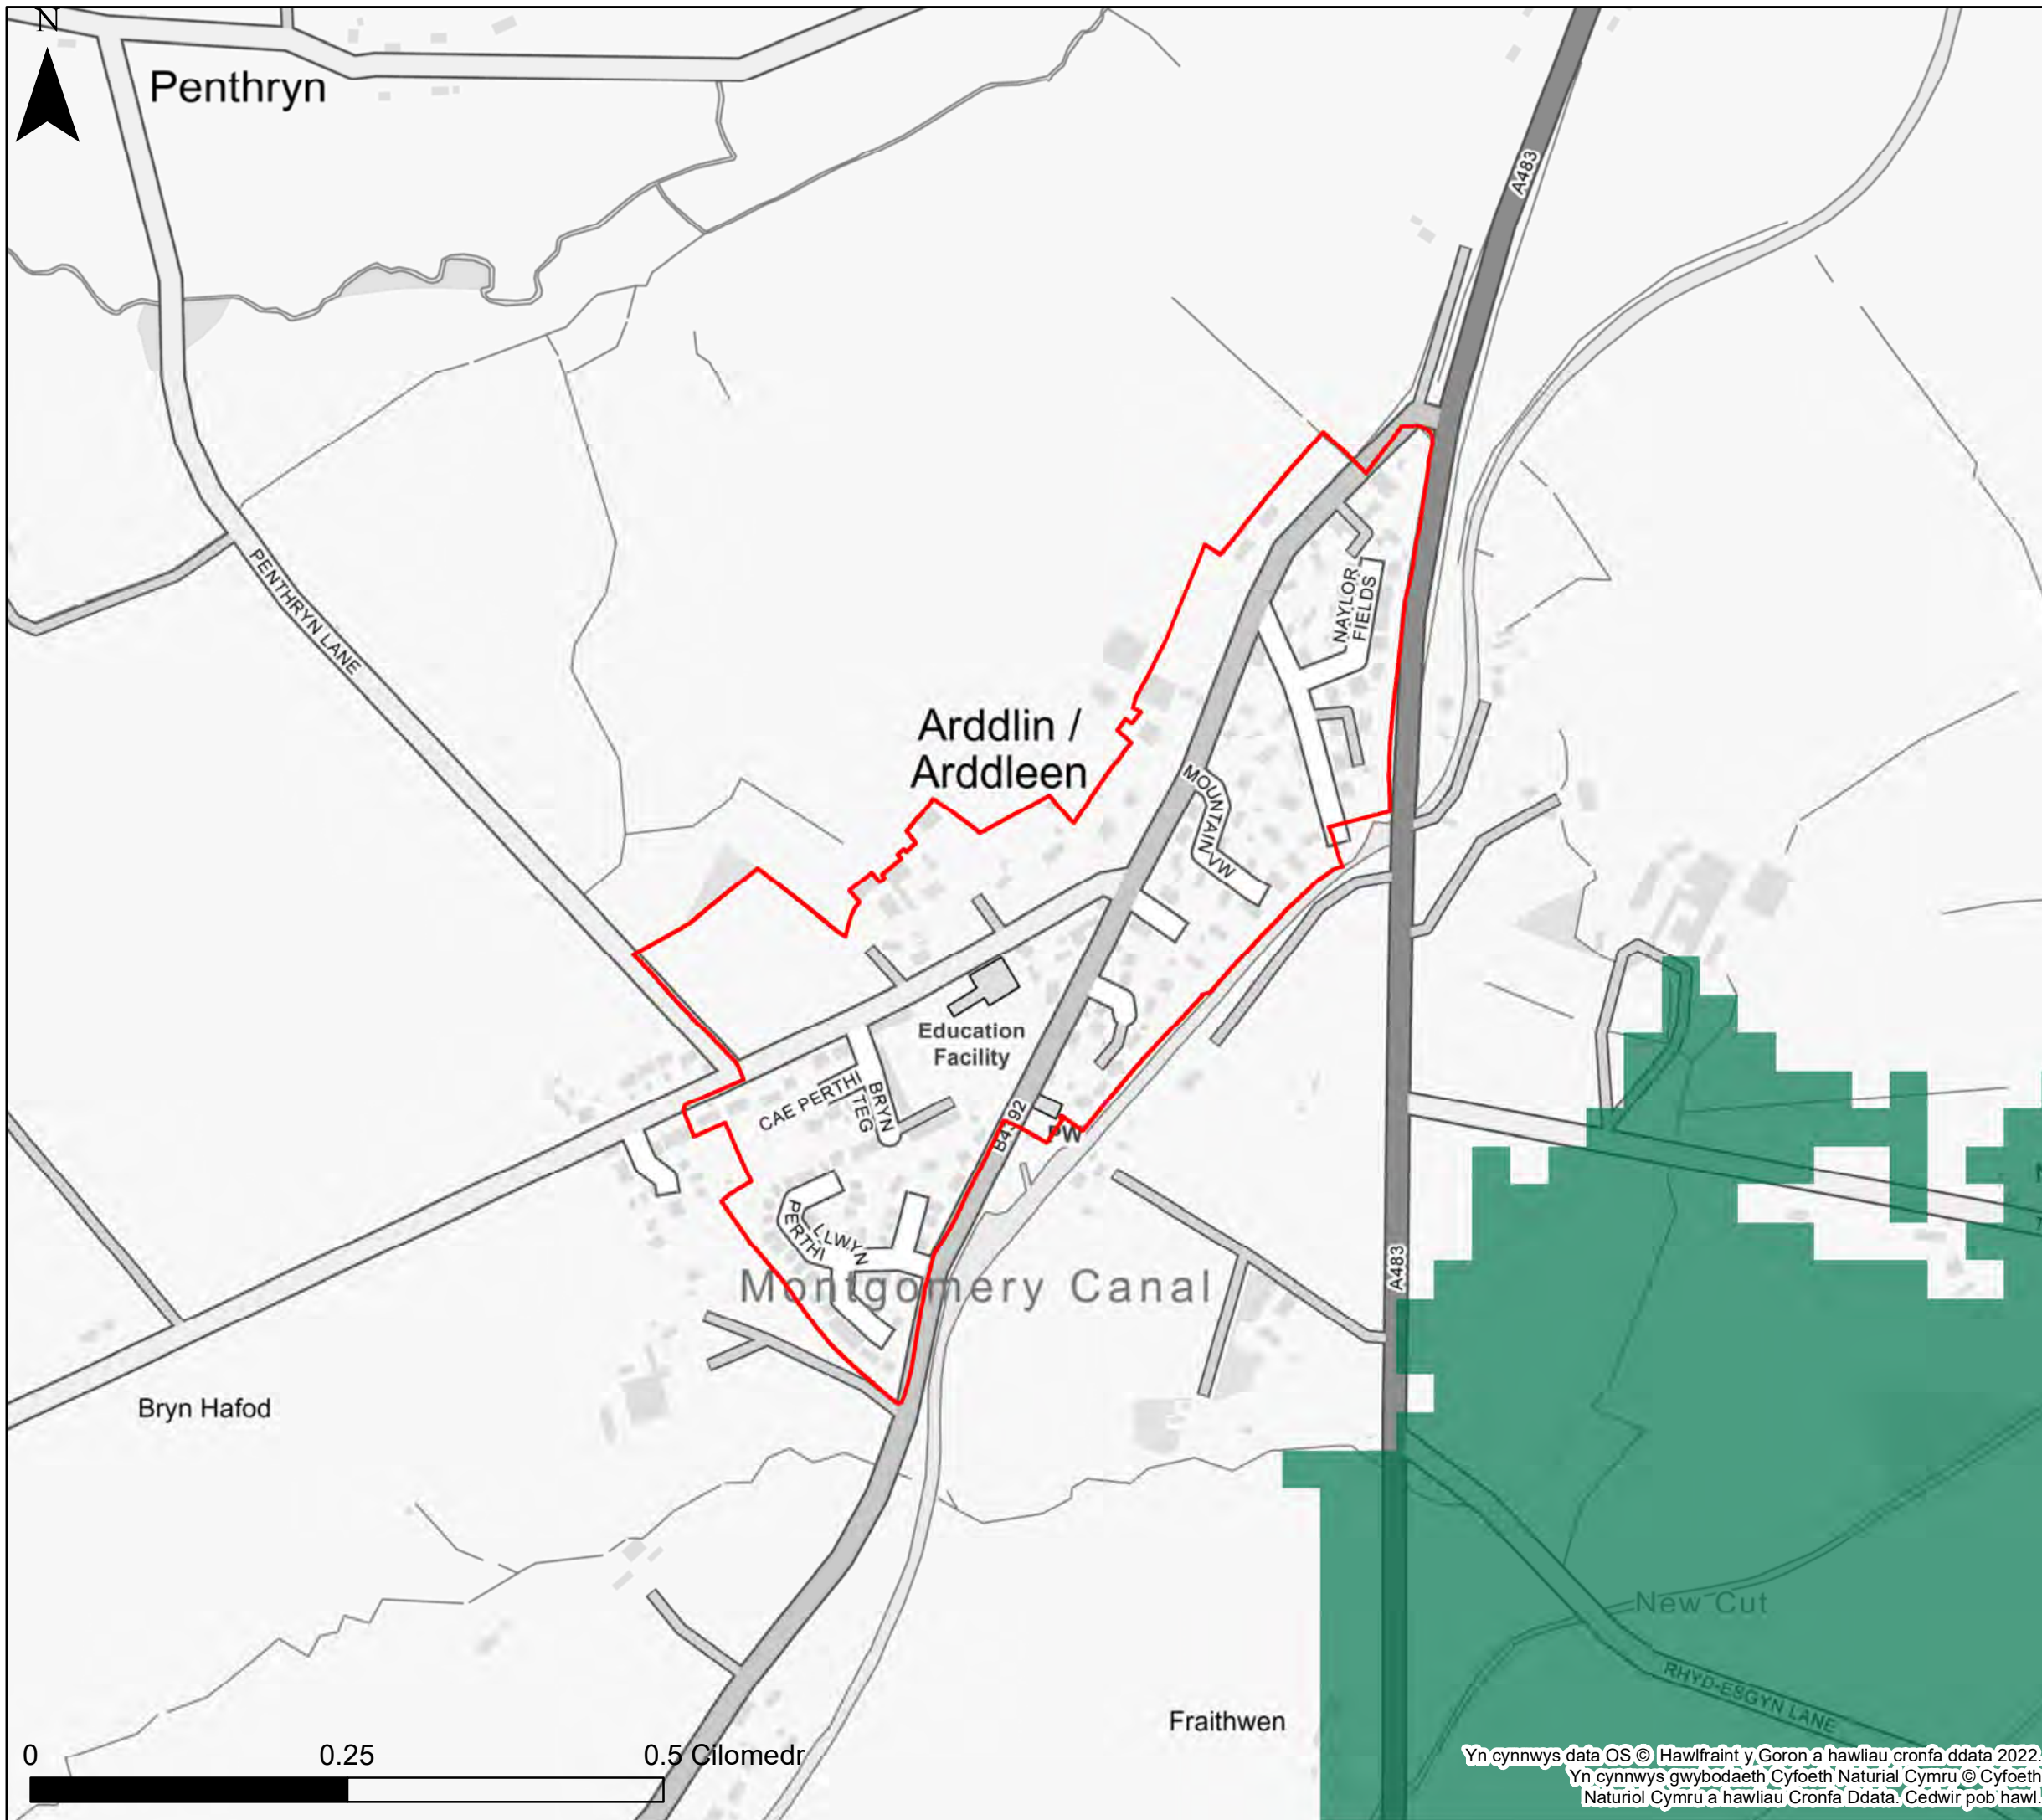 N
Penthryn
A483
PENTHRYN LANE
NAYLOR
FIELDS
Arddlin /
Arddleen
MOUNTAIN VW
Education
Facility
CAE PERTHI
BRYN
TEG
PW
LLWYN
PERTHI
Montgomery Canal
A483
Bryn Hafod
New Cut
RHYD-ESGYN LANE
Fraithwen
0 0.25 0.5 Cilomedr
Yn cynnwys data OS © Hawlfraint y Goron a hawliau cronfa ddata 2022.
Yn cynnwys gwybodaeth Cyfoeth Naturial Cymru © Cyfoeth
Naturiol Cymru a hawliau Cronfa Ddata. Cedwir pob hawl.